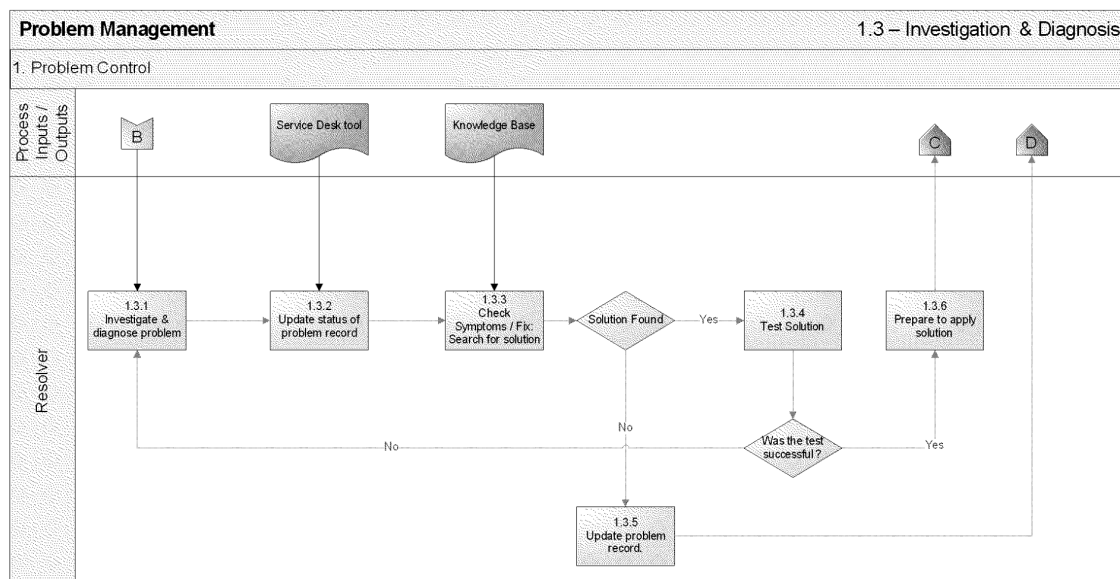 Problem Management
1.3 – Investigation & Diagnosis
1. Problem Control
Process
Inputs /
Outputs
B
Service Desk tool
Knowledge Base
C
D
Resolver
1.3.1
Investigate &
diagnose problem
1.3.2
Update status of
problem record
1.3.3
Check
Symptoms / Fix:
Search for solution
Solution Found
Yes
1.3.4
Test Solution
1.3.6
Prepare to apply
solution
No
No
Was the test
successful?
Yes
1.3.5
Update problem
record.